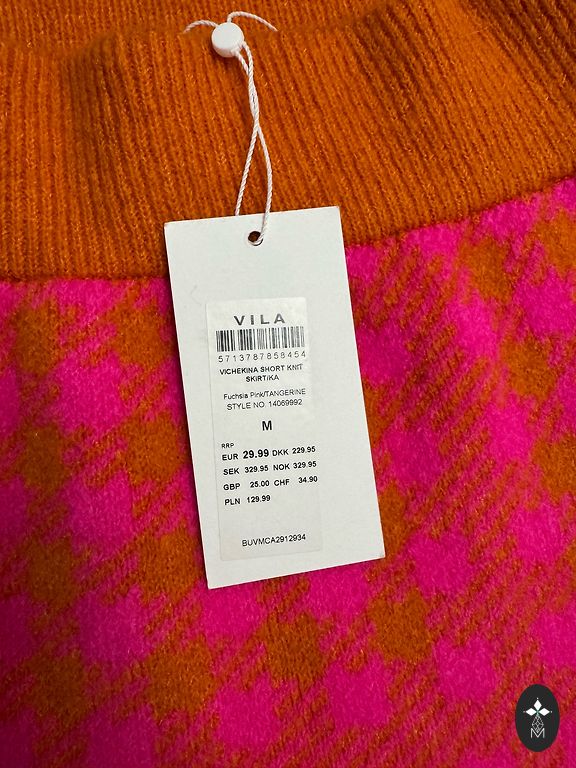 VILA
5713787858454
VICHEKINA SHORT KNIT
SKIRT/KA
Fuchsia Pink/TANGERINE
STYLE NO. 14069992
M
RRP
EUR 29.99 DKK 229.95
SEK 329.95 NOK 329.95
GBP 25.00 CHF 34.90
PLN 129.99
BUVMCA2912934
M